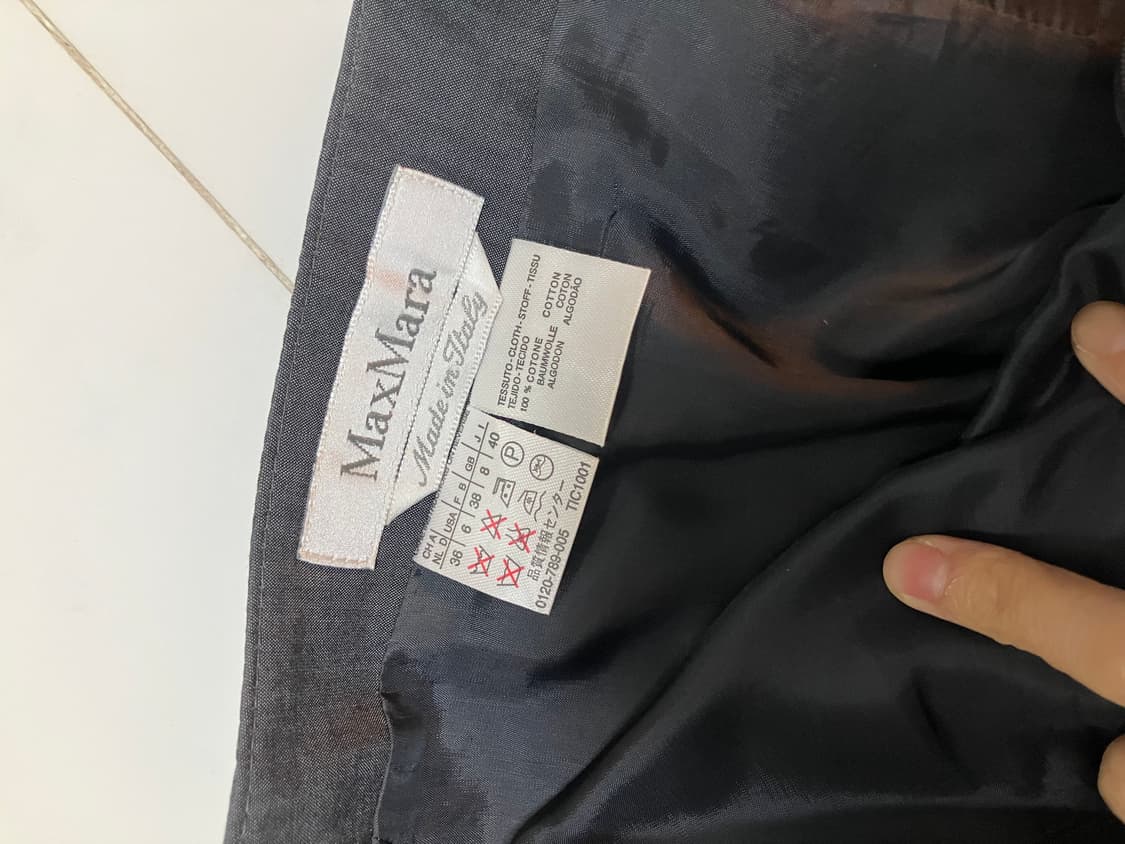 MaxMara
Made in Italy
TESSUTO-CLOTH-STOFF-TISSU
TEJIDO-TECIDO
100 % COTONE COTTON
BAUMWOLLE COTON
ALGODON ALGODAO
CH A
NL D USA F B GB J I
36 6 38 8 40
P
品質情報センター
0120-789-005 TIC1001